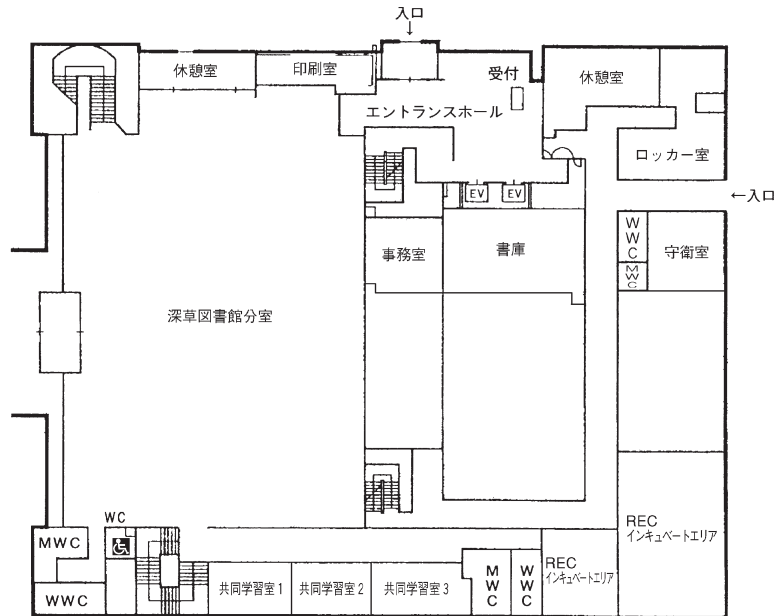 入口
↓
休憩室
印刷室
受付
エントランスホール
休憩室
ロッカー室
←入口
EV
EV
事務室
書庫
WWC
MWC
守衛室
深草図書館分室
WC
MWC
WWC
共同学習室1
共同学習室2
共同学習室3
MWC
WWC
REC
インキュベートエリア
REC
インキュベートエリア